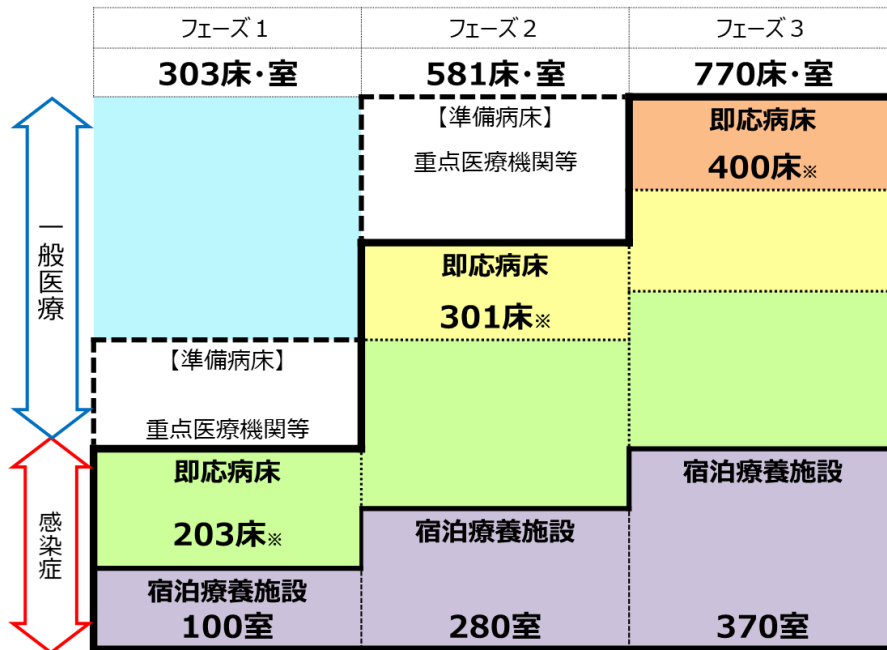 フェーズ１
フェーズ２
フェーズ３
303床・室
581床・室
770床・室
【準備病床】
重点医療機関等
即応病床
400床※
一般医療
即応病床
301床※
【準備病床】
重点医療機関等
即応病床
203床※
感染症
宿泊療養施設
100室
宿泊療養施設
280室
宿泊療養施設
370室